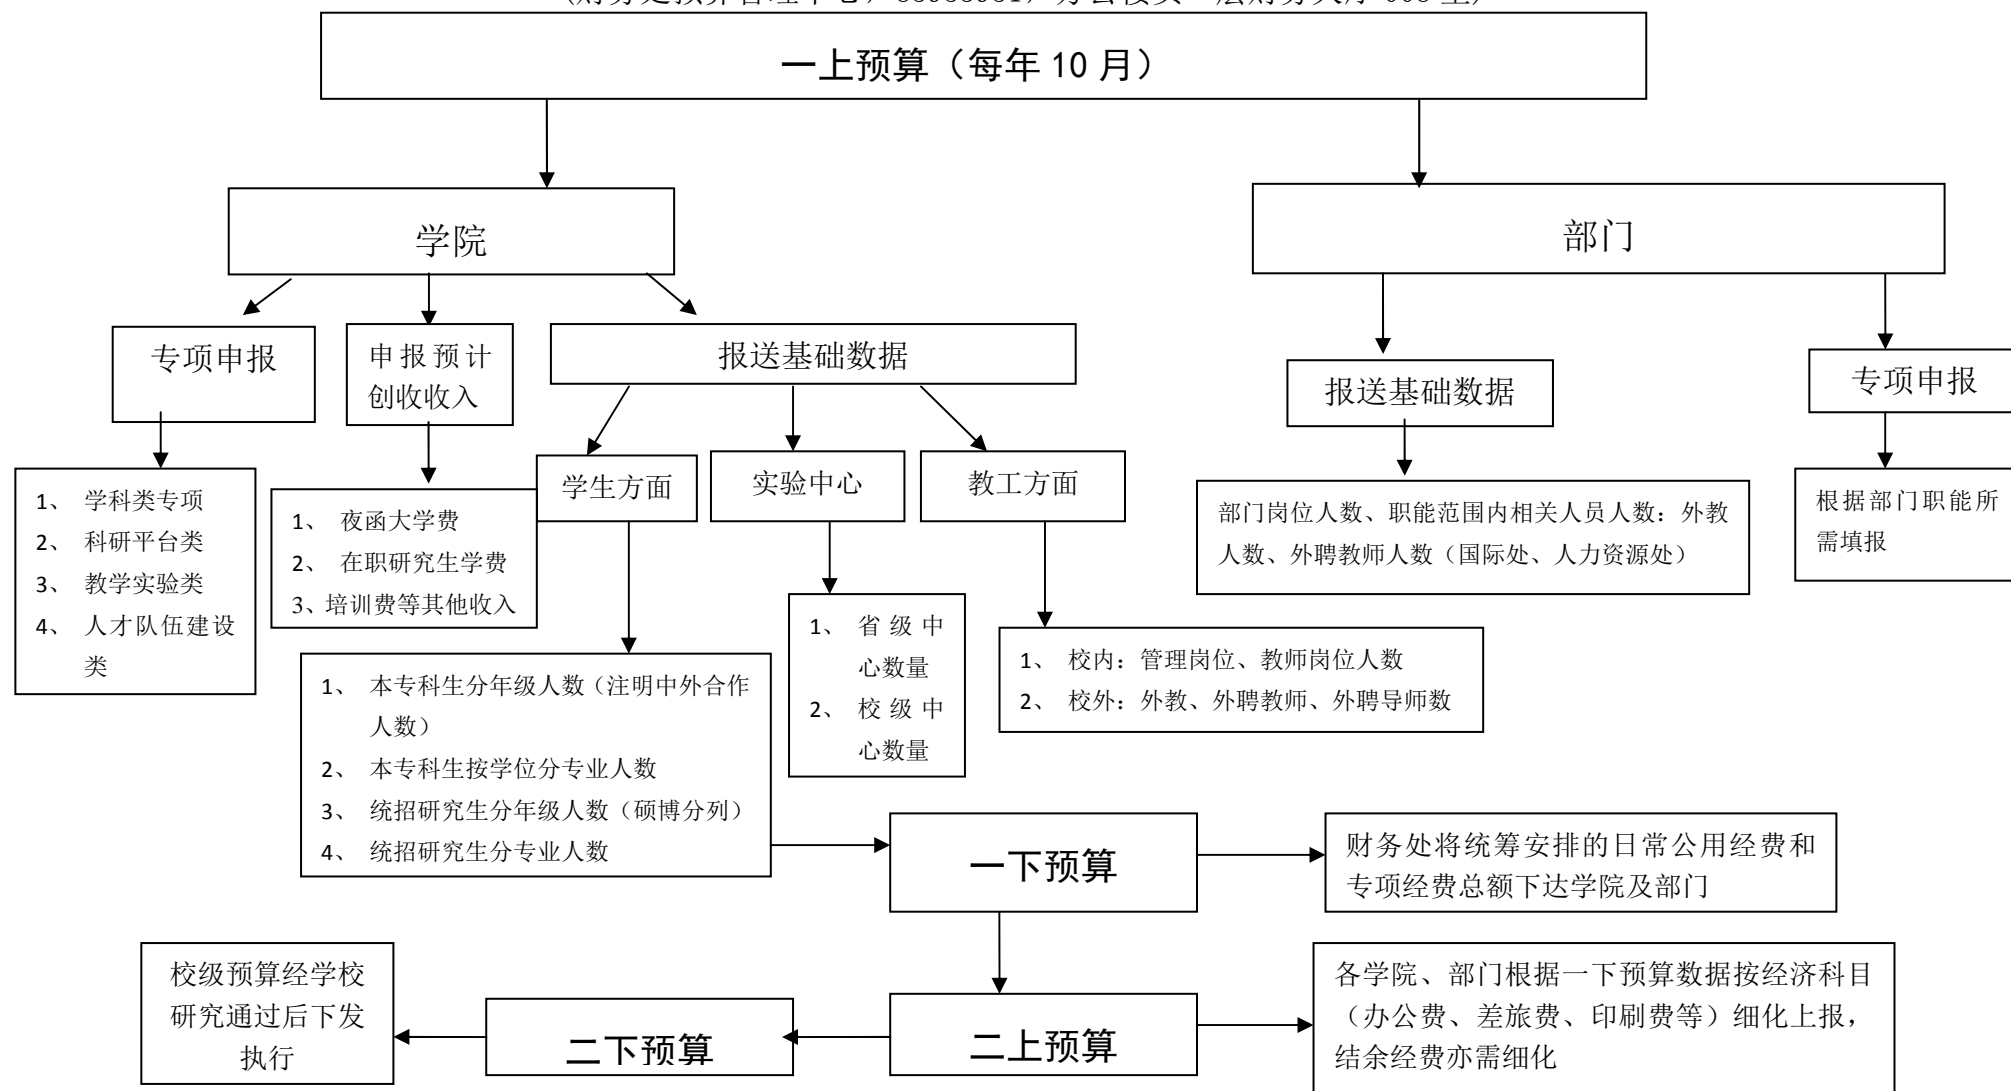 一上预算（每年 10 月）
学院
部门
专项申报
申报预计
创收收入
报送基础数据
报送基础数据
专项申报
1、 学科类专项
2、 科研平台类
3、 教学实验类
4、 人才队伍建设
类
1、 夜函大学费
2、 在职研究生学费
3、培训费等其他收入
学生方面
实验中心
教工方面
部门岗位人数、职能范围内相关人员人数：外教
人数、外聘教师人数（国际处、人力资源处）
根据部门职能所
需填报
1、 本专科生分年级人数（注明中外合作
人数）
2、 本专科生按学位分专业人数
3、 统招研究生分年级人数（硕博分列）
4、 统招研究生分专业人数
1、 省级中
心数量
2、 校级中
心数量
1、 校内：管理岗位、教师岗位人数
2、 校外：外教、外聘教师、外聘导师数
一下预算
财务处将统筹安排的日常公用经费和
专项经费总额下达学院及部门
校级预算经学校
研究通过后下发
执行
二下预算
二上预算
各学院、部门根据一下预算数据按经济科目
（办公费、差旅费、印刷费等）细化上报，
结余经费亦需细化